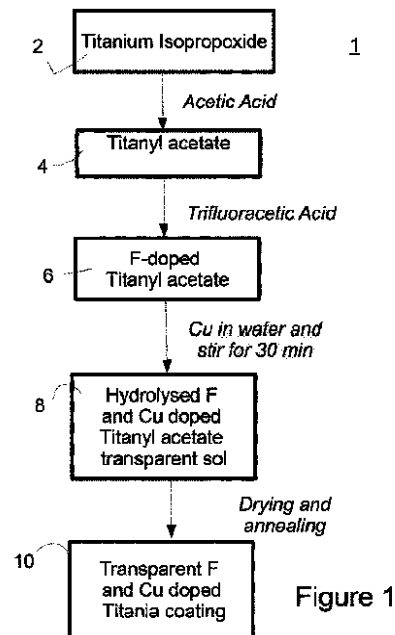 2
Titanium Isopropoxide
1
Acetic Acid
4
Titanyl acetate
Trifluoracetic Acid
6
F-doped
Titanyl acetate
Cu in water and
stir for 30 min
8
Hydrolysed F
and Cu doped
Titanyl acetate
transparent sol
Drying and
annealing
10
Transparent F
and Cu doped
Titania coating
Figure 1